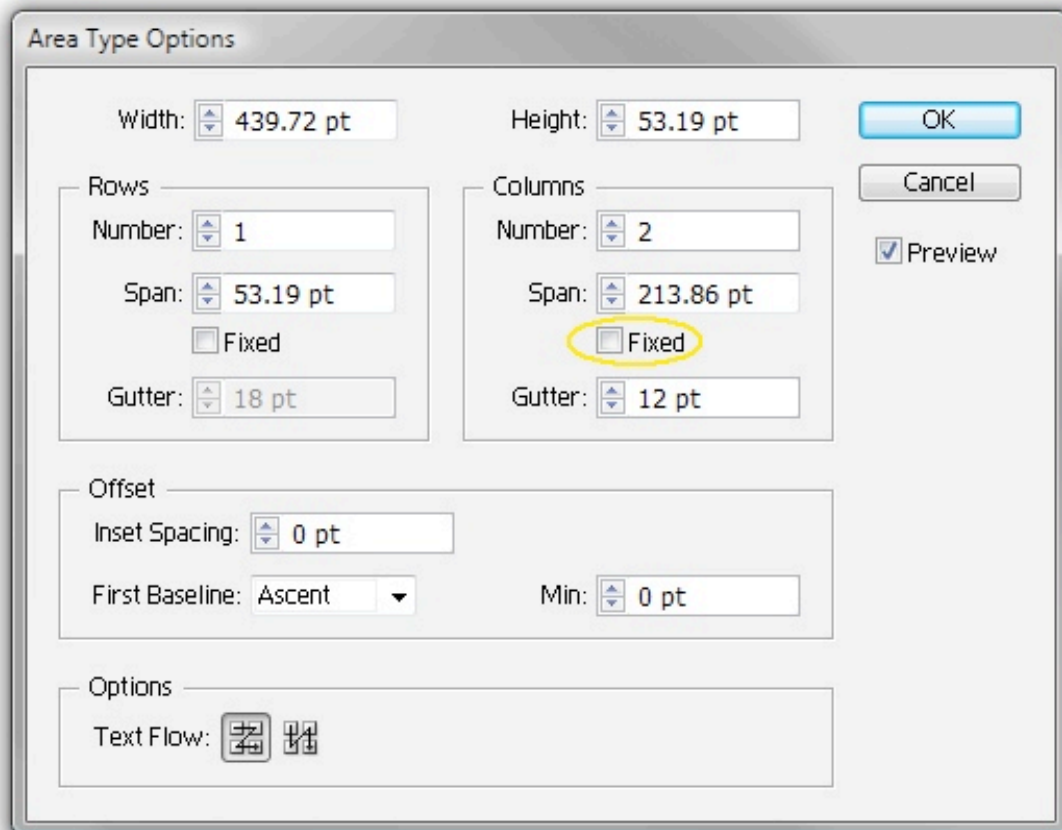 Area Type Options
Width: 439.72 pt
Height: 53.19 pt
OK
Cancel
Preview
Rows
Number: 1
Span: 53.19 pt
Fixed
Gutter: 18 pt
Columns
Number: 2
Span: 213.86 pt
Fixed
Gutter: 12 pt
Offset
Inset Spacing: 0 pt
First Baseline: Ascent
Min: 0 pt
Options
Text Flow: